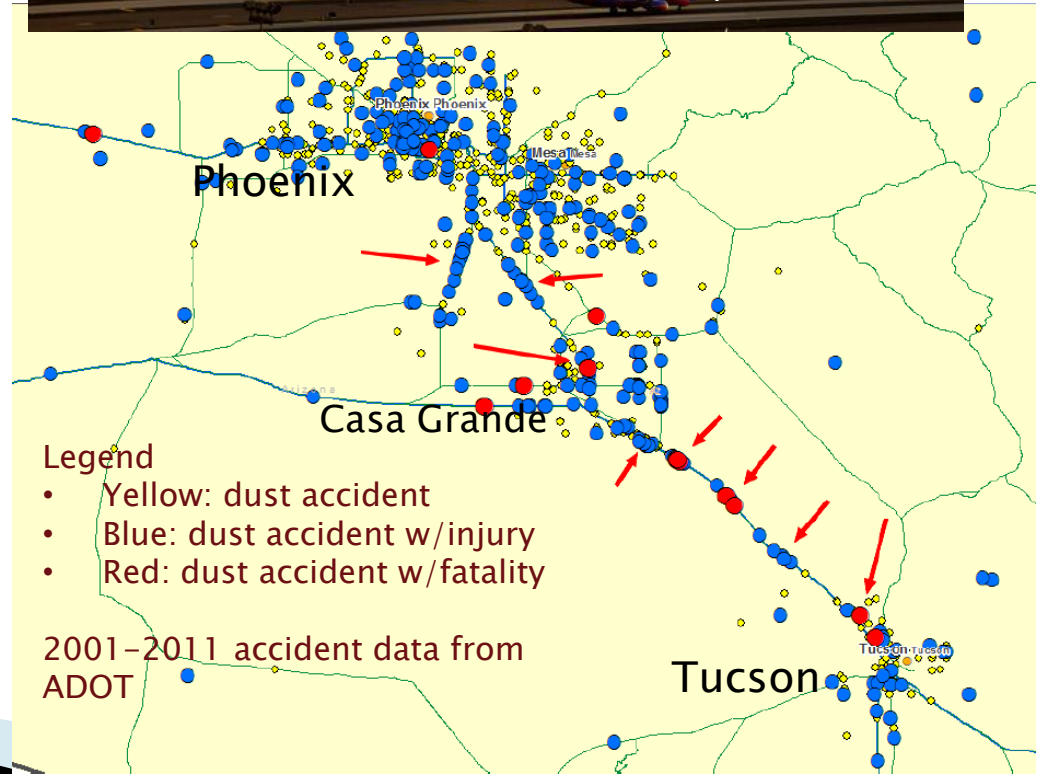 Phoenix Phoenix
Mesa Mesa
Phoenix
Arizona
Casa Grande
Legend
• Yellow: dust accident
• Blue: dust accident w/injury
• Red: dust accident w/fatality
2001-2011 accident data from
ADOT
Tucson Tucson
Tucson